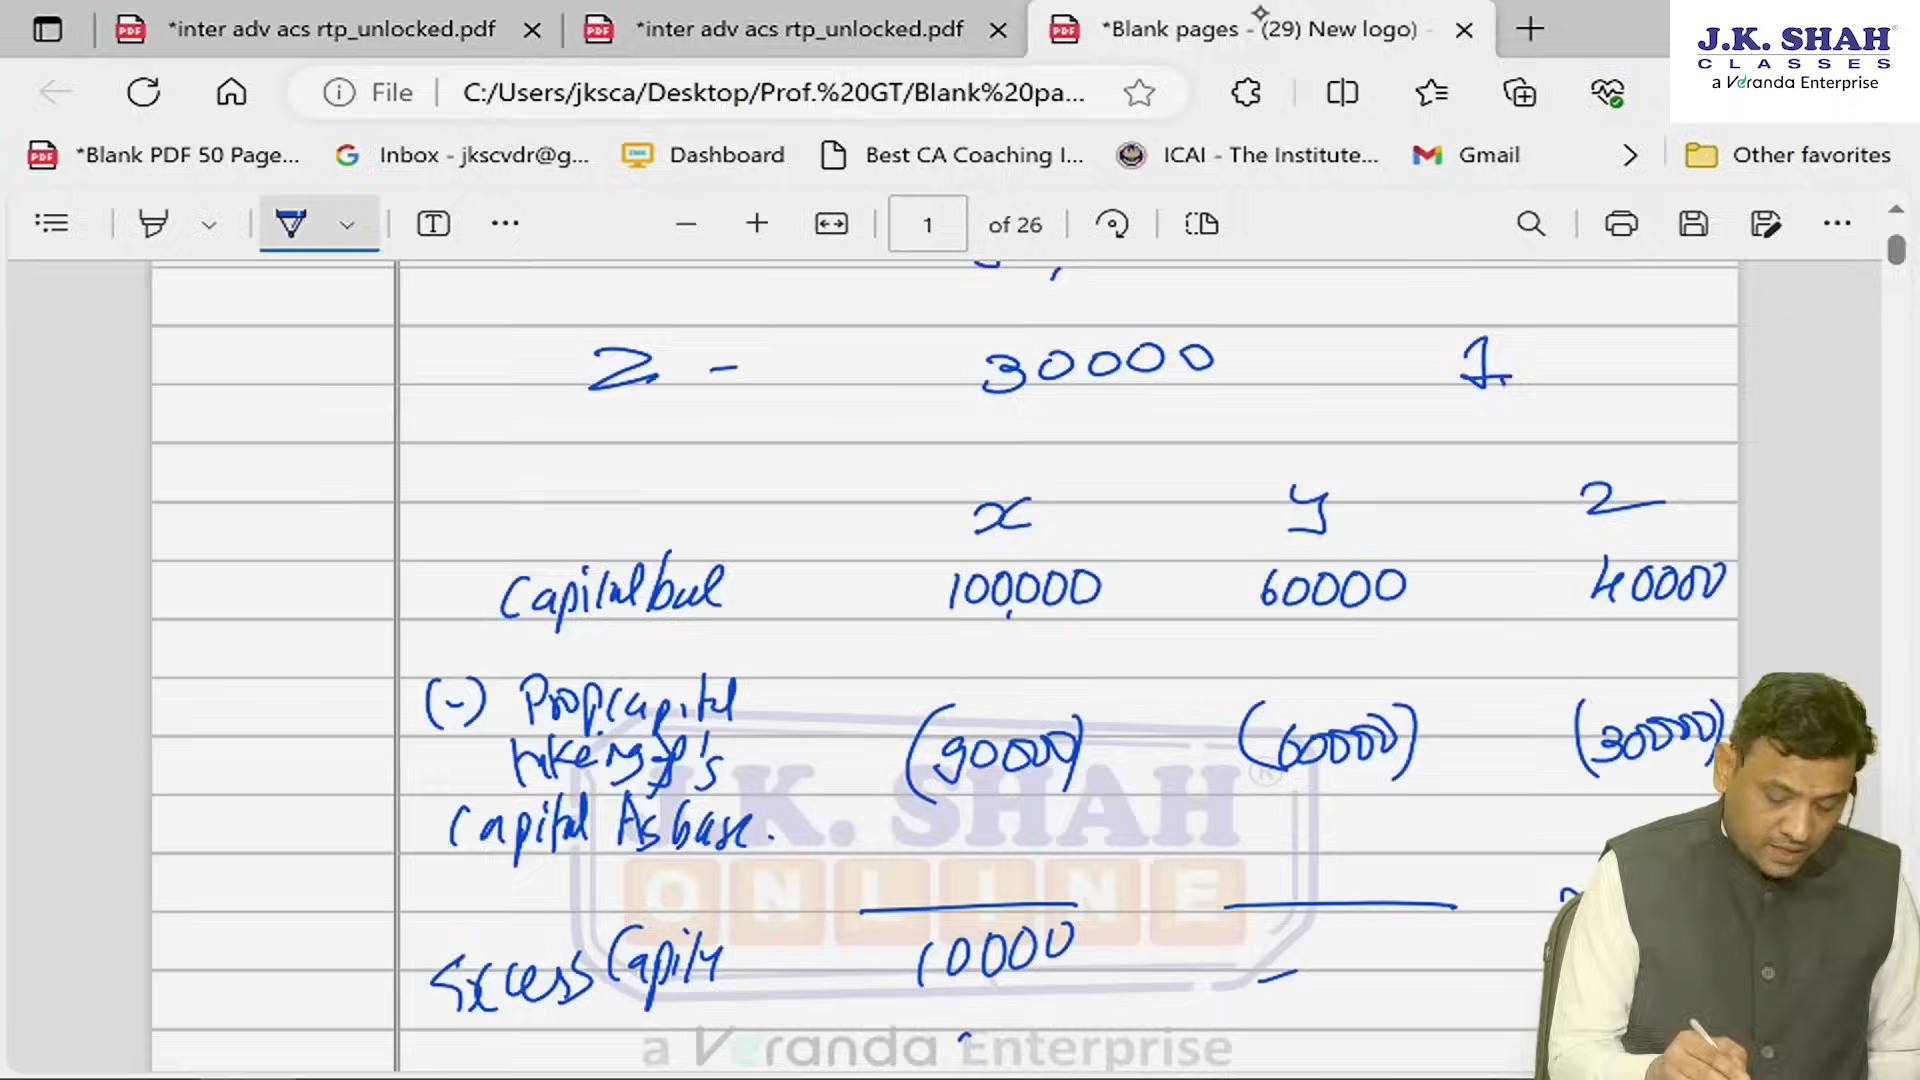 *inter adv acs rtp_unlocked.pdf
*inter adv acs rtp_unlocked.pdf
*Blank pages - (29) New logo) -
J.K. SHAH
CLASSES
a Veranda Enterprise
File
C:/Users/jksca/Desktop/Prof.%20GT/Blank%20pa...
*Blank PDF 50 Page...
Inbox - jkscvdr@g...
Dashboard
Best CA Coaching I...
ICAI - The Institute...
Gmail
Other favorites
1 of 26
Z - 30000 1
x y Z
Capital bal 100,000 60000 40000
(-) Prop capital (90000) (60000) (30000)
taking y's
Capital As base.
Excess Capital 10000 -
J.K. SHAH
ONLINE
a Veranda Enterprise